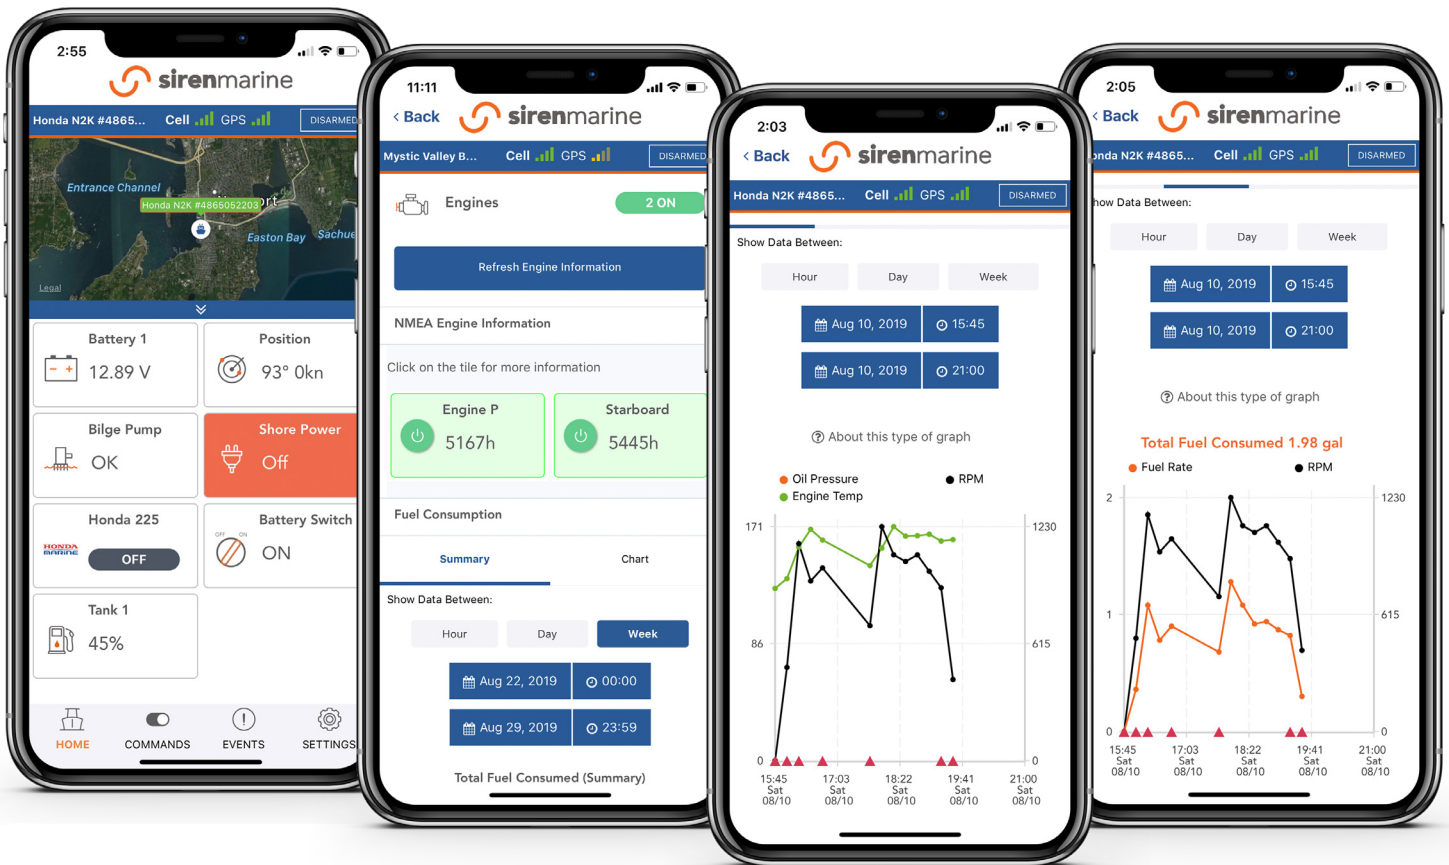 2:55
sirenmarine
Honda N2K #4865... Cell GPS DISARMED
Entrance Channel
Honda N2K #4865052203
port
Easton Bay
Sachue
Legal
Battery 1
12.89 V
Position
93° 0kn
Bilge Pump
OK
Shore Power
Off
Honda 225
HONDA
MARINE
OFF
Battery Switch
OFF ON
ON
Tank 1
45%
HOME COMMANDS EVENTS SETTINGS
11:11
< Back sirenmarine
Mystic Valley B... Cell GPS DISARMED
Engines 2 ON
Refresh Engine Information
NMEA Engine Information
Click on the tile for more information
Engine P
5167h
Starboard
5445h
Fuel Consumption
Summary Chart
Show Data Between:
Hour Day Week
Aug 22, 2019 00:00
Aug 29, 2019 23:59
Total Fuel Consumed (Summary)
2:03
< Back sirenmarine
Honda N2K #4865... Cell GPS DISARMED
Show Data Between:
Hour Day Week
Aug 10, 2019 15:45
Aug 10, 2019 21:00
? About this type of graph
Oil Pressure RPM
Engine Temp
171 1230
86 615
0 0
15:45 17:03 18:22 19:41 21:00
Sat Sat Sat Sat Sat
08/10 08/10 08/10 08/10 08/10
2:05
< Back sirenmarine
onda N2K #4865... Cell GPS DISARMED
how Data Between:
Hour Day Week
Aug 10, 2019 15:45
Aug 10, 2019 21:00
? About this type of graph
Total Fuel Consumed 1.98 gal
Fuel Rate RPM
2 1230
1 615
0 0
15:45 17:03 18:22 19:41 21:00
Sat Sat Sat Sat Sat
08/10 08/10 08/10 08/10 08/10